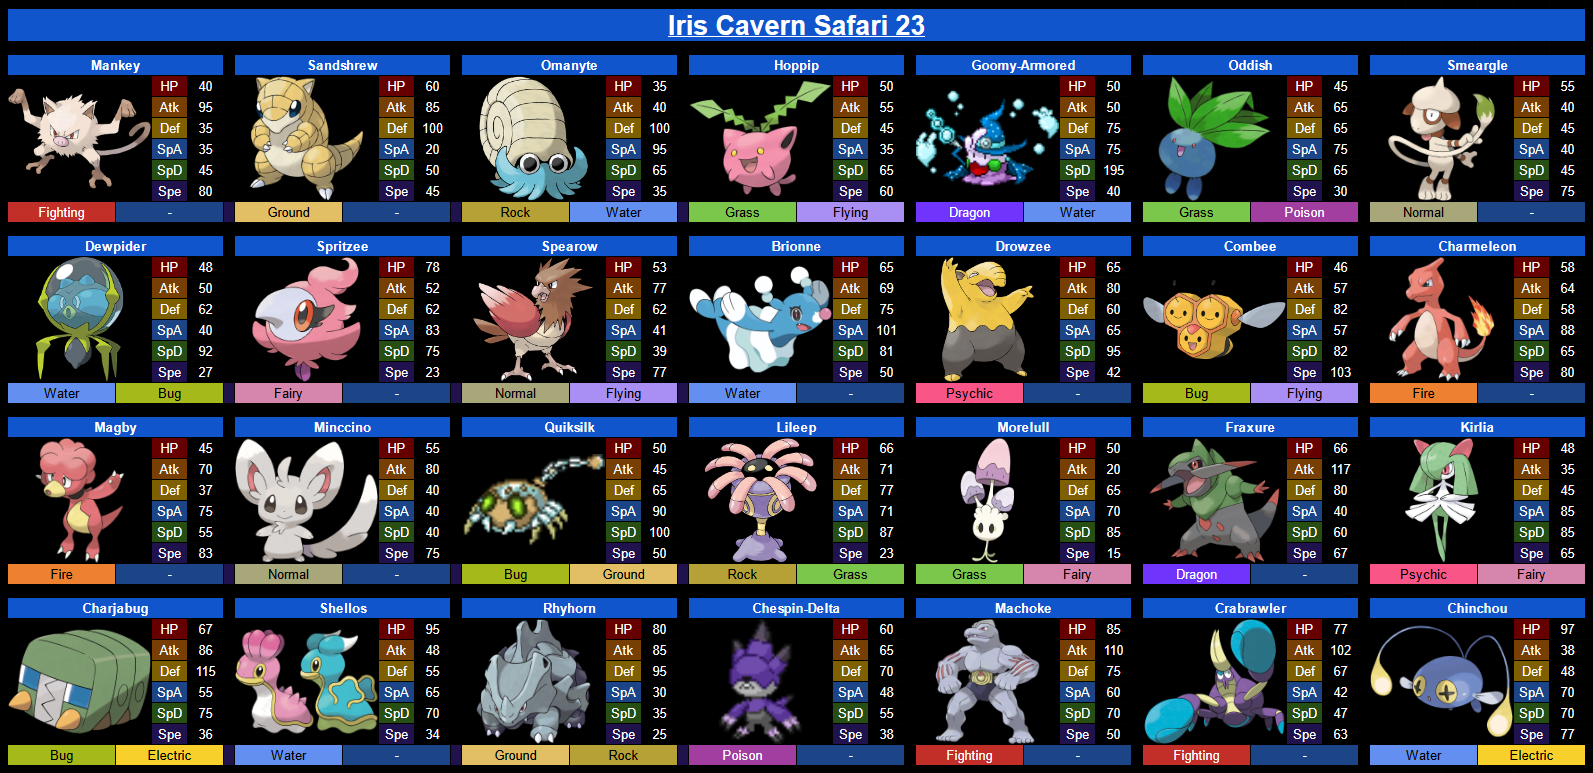 Iris Cavern Safari 23
Mankey Sandshrew Omanyte Hoppip Goomy-Armored Oddish Smeargle
HP 40 HP 60 HP 35 HP 50 HP 50 HP 45 HP 55
Atk 95 Atk 85 Atk 40 Atk 55 Atk 50 Atk 65 Atk 40
Def 35 Def 100 Def 100 Def 45 Def 75 Def 65 Def 45
SpA 35 SpA 20 SpA 95 SpA 35 SpA 75 SpA 75 SpA 40
SpD 45 SpD 50 SpD 65 SpD 65 SpD 195 SpD 65 SpD 45
Spe 80 Spe 45 Spe 35 Spe 60 Spe 40 Spe 30 Spe 75
Fighting - Ground - Rock Water Grass Flying Dragon Water Grass Poison Normal -
Dewpider Spritzee Spearow Brionne Drowzee Combee Charmeleon
HP 48 HP 78 HP 53 HP 65 HP 65 HP 46 HP 58
Atk 50 Atk 52 Atk 77 Atk 69 Atk 80 Atk 57 Atk 64
Def 62 Def 62 Def 62 Def 75 Def 60 Def 82 Def 58
SpA 40 SpA 83 SpA 41 SpA 101 SpA 65 SpA 57 SpA 88
SpD 92 SpD 75 SpD 39 SpD 81 SpD 95 SpD 82 SpD 65
Spe 27 Spe 23 Spe 77 Spe 50 Spe 42 Spe 103 Spe 80
Water Bug Fairy - Normal Flying Water - Psychic - Bug Flying Fire -
Magby Minccino Quiksilk Lileep Morelull Fraxure Kirlia
HP 45 HP 55 HP 50 HP 66 HP 50 HP 66 HP 48
Atk 70 Atk 80 Atk 45 Atk 71 Atk 20 Atk 117 Atk 35
Def 37 Def 40 Def 65 Def 77 Def 65 Def 80 Def 45
SpA 75 SpA 40 SpA 90 SpA 71 SpA 70 SpA 40 SpA 85
SpD 55 SpD 40 SpD 100 SpD 87 SpD 85 SpD 60 SpD 85
Spe 83 Spe 75 Spe 50 Spe 23 Spe 15 Spe 67 Spe 65
Fire - Normal - Bug Ground Rock Grass Grass Fairy Dragon - Psychic Fairy
Charjabug Shellos Rhyhorn Chespin-Delta Machoke Crabrawler Chinchou
HP 67 HP 95 HP 80 HP 60 HP 85 HP 77 HP 97
Atk 86 Atk 48 Atk 85 Atk 65 Atk 110 Atk 102 Atk 38
Def 115 Def 55 Def 95 Def 70 Def 75 Def 67 Def 48
SpA 55 SpA 65 SpA 30 SpA 48 SpA 60 SpA 42 SpA 70
SpD 75 SpD 70 SpD 35 SpD 55 SpD 70 SpD 47 SpD 70
Spe 36 Spe 34 Spe 25 Spe 38 Spe 50 Spe 63 Spe 77
Bug Electric Water - Ground Rock Poison - Fighting - Fighting - Water Electric